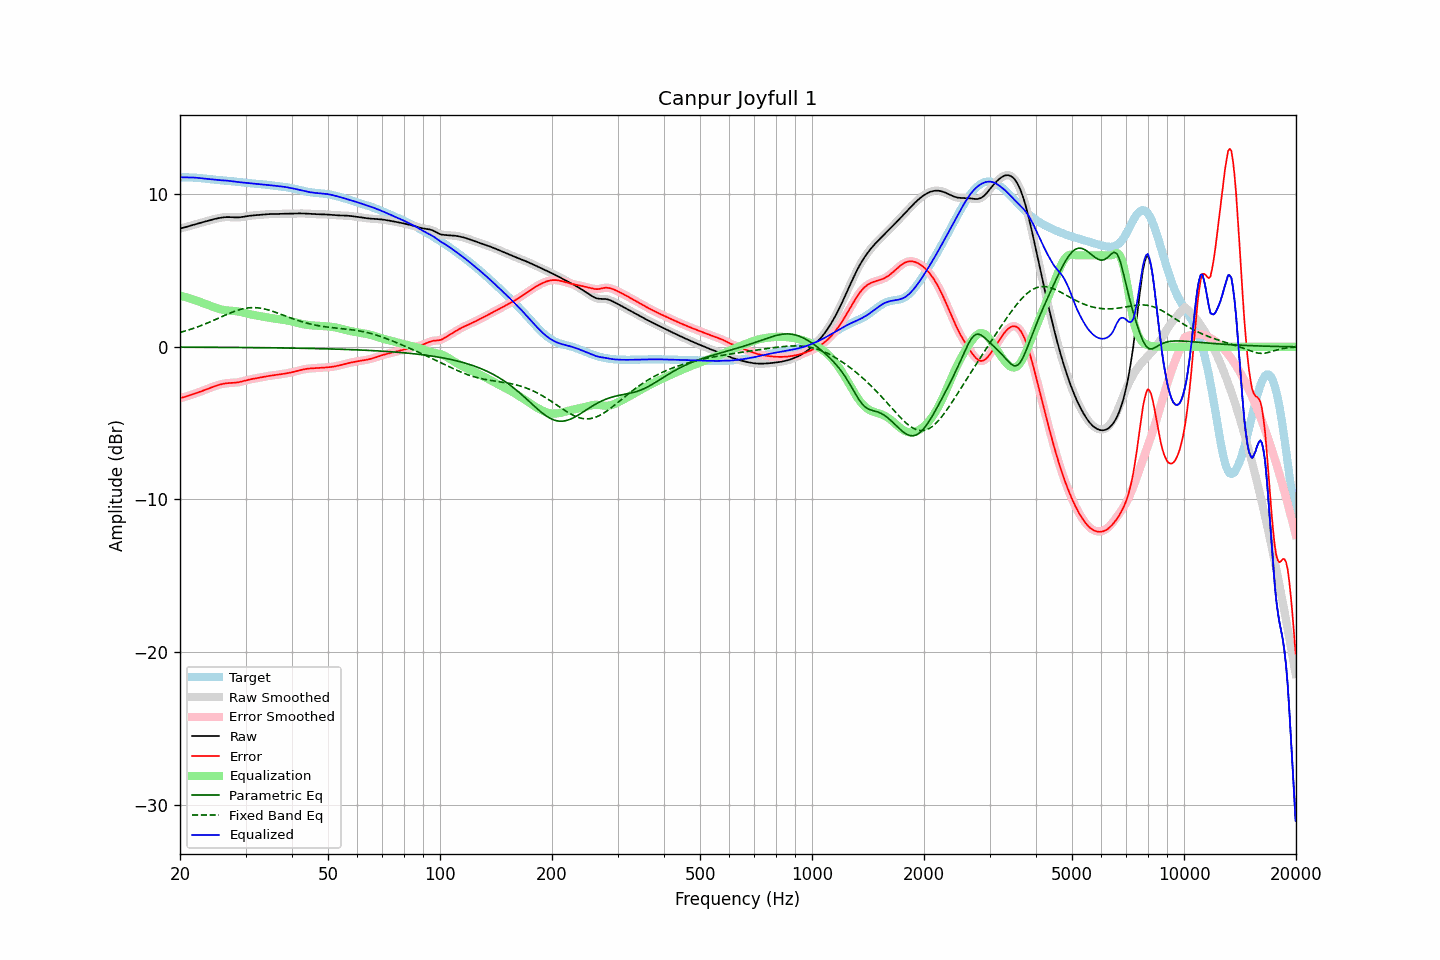 Canpur Joyfull 1
Amplitude (dBr)
10
0
−10
−20
−30
Target
Raw Smoothed
Error Smoothed
Raw
Error
Equalization
Parametric Eq
Fixed Band Eq
Equalized
20 50 100 200 500 1000 2000 5000 10000 20000
Frequency (Hz)